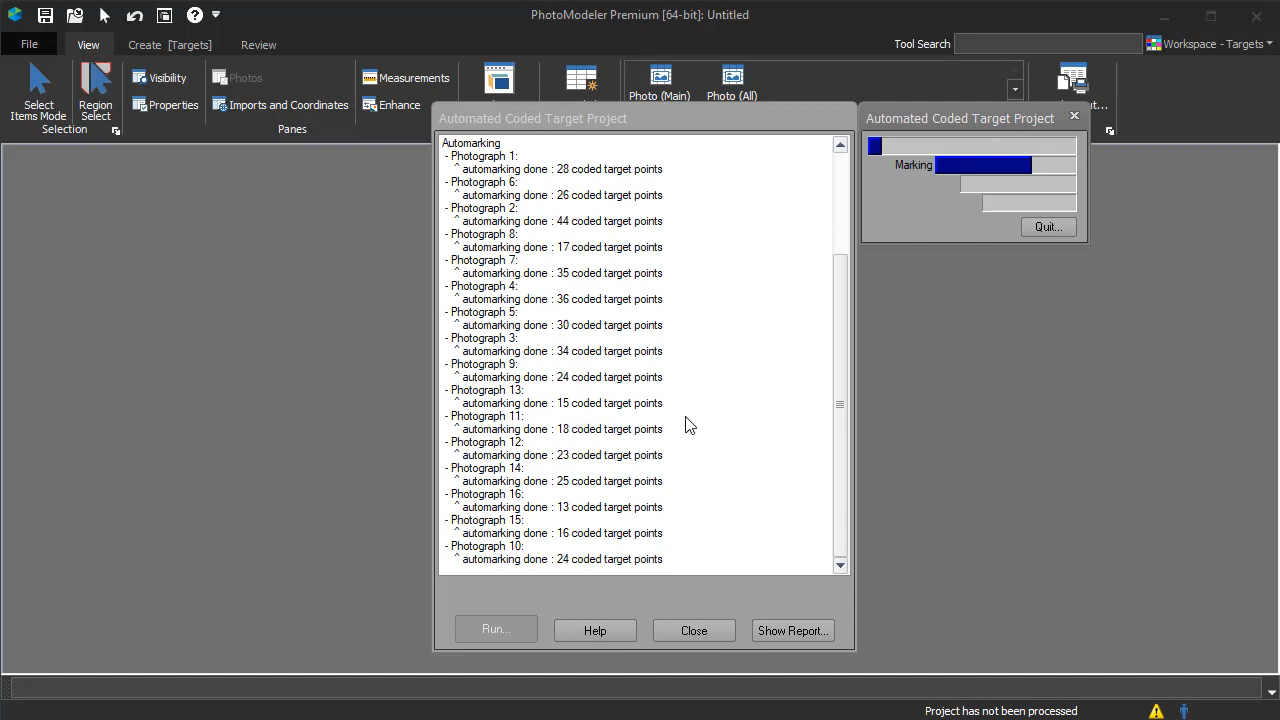 PhotoModeler Premium [64-bit]: Untitled
File
View
Create [Targets]
Review
Tool Search
Workspace - Targets
Select
Items Mode
Region
Select
Selection
Visibility
Properties
Photos
Imports and Coordinates
Panes
Measurements
Enhance
Photo (Main)
Photo (All)
Automated Coded Target Project
Automarking
- Photograph 1:
^ automarking done : 28 coded target points
- Photograph 6:
^ automarking done : 26 coded target points
- Photograph 2:
^ automarking done : 44 coded target points
- Photograph 8:
^ automarking done : 17 coded target points
- Photograph 7:
^ automarking done : 35 coded target points
- Photograph 4:
^ automarking done : 36 coded target points
- Photograph 5:
^ automarking done : 30 coded target points
- Photograph 3:
^ automarking done : 34 coded target points
- Photograph 9:
^ automarking done : 24 coded target points
- Photograph 13:
^ automarking done : 15 coded target points
- Photograph 11:
^ automarking done : 18 coded target points
- Photograph 12:
^ automarking done : 23 coded target points
- Photograph 14:
^ automarking done : 25 coded target points
- Photograph 16:
^ automarking done : 13 coded target points
- Photograph 15:
^ automarking done : 16 coded target points
- Photograph 10:
^ automarking done : 24 coded target points
Run...
Help
Close
Show Report...
Automated Coded Target Project
Marking
Quit...
Project has not been processed